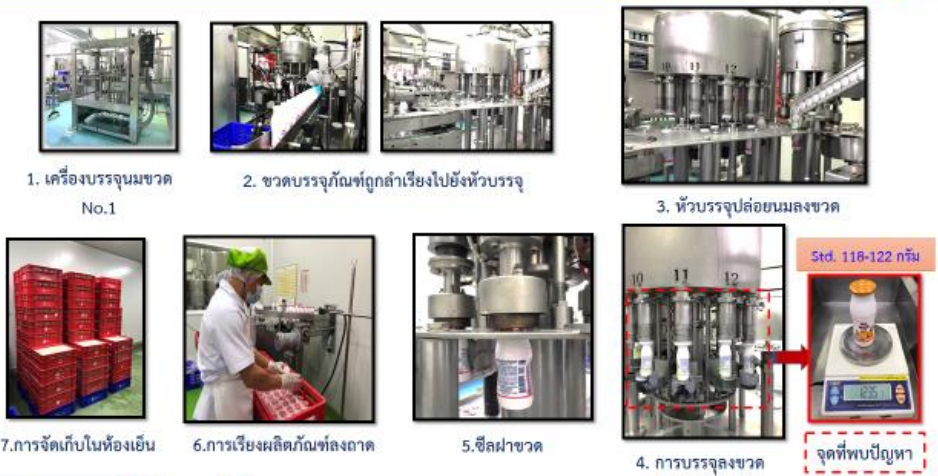 1. เครื่องบรรจุนมขวด
No.1
2. ขวดบรรจุภัณฑ์ถูกลำเรียงไปยังหัวบรรจุ
10 11 12 1
3. หัวบรรจุปล่อยนมลงขวด
10 11 12
Std. 118-122 กรัม
7.การจัดเก็บในห้องเย็น
6.การเรียงผลิตภัณฑ์ลงถาด
5.ซีลฝาขวด
4. การบรรจุลงขวด
จุดที่พบปัญหา